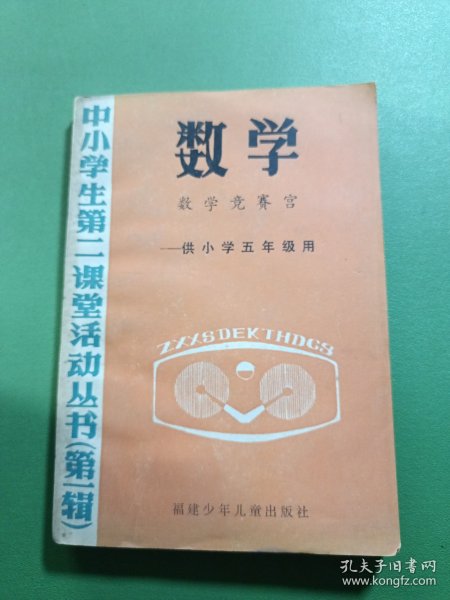 中小学生第二课堂活动丛书(第一辑)
数学
数学竞赛宫
——供小学五年级用
ZXXSDEKTHDCS
福建少年儿童出版社
孔夫子旧书网
www.kongfz.com